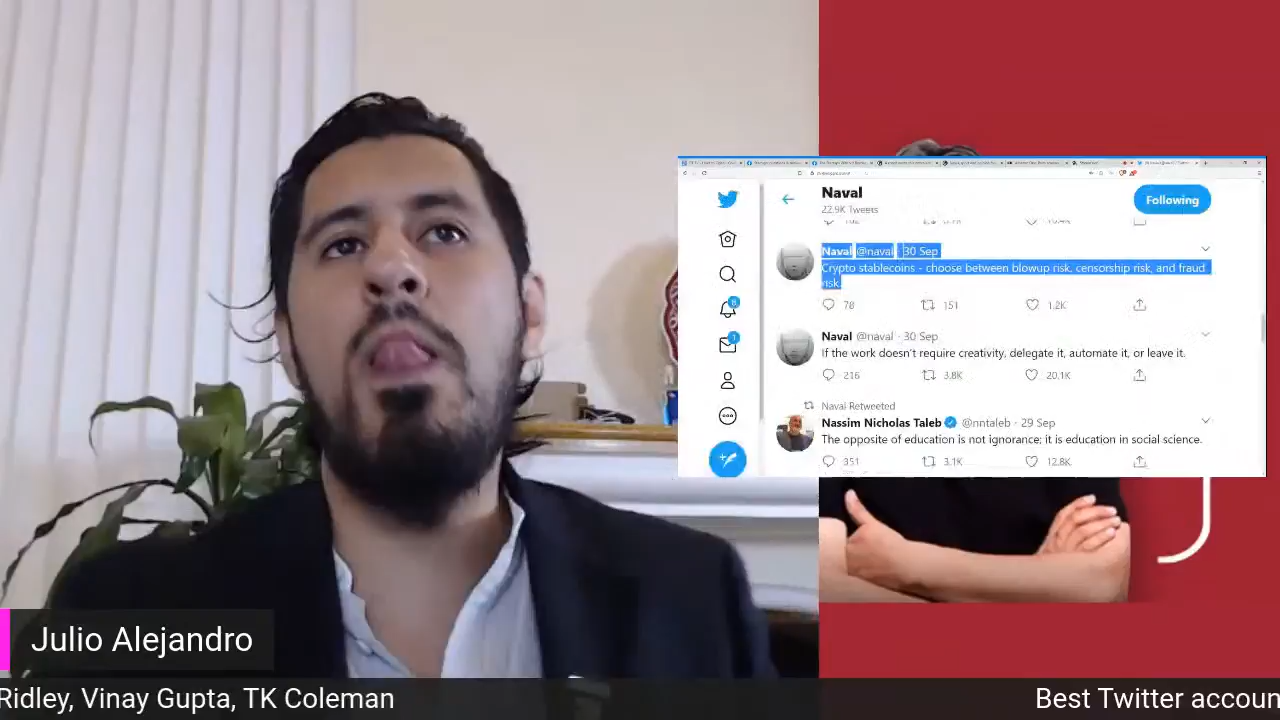 Naval
22.9K Tweets
Following
Naval @naval · 30 Sep
Crypto stablecoins - choose between blowup risk, censorship risk, and fraud
risk.
78 151 1.2K
Naval @naval · 30 Sep
If the work doesn't require creativity, delegate it, automate it, or leave it.
216 3.8K 20.1K
Naval Retweeted
Nassim Nicholas Taleb @nntaleb · 29 Sep
The opposite of education is not ignorance; it is education in social science.
351 3.1K 12.8K
8
1
Julio Alejandro
Ridley, Vinay Gupta, TK Coleman
Best Twitter accoun